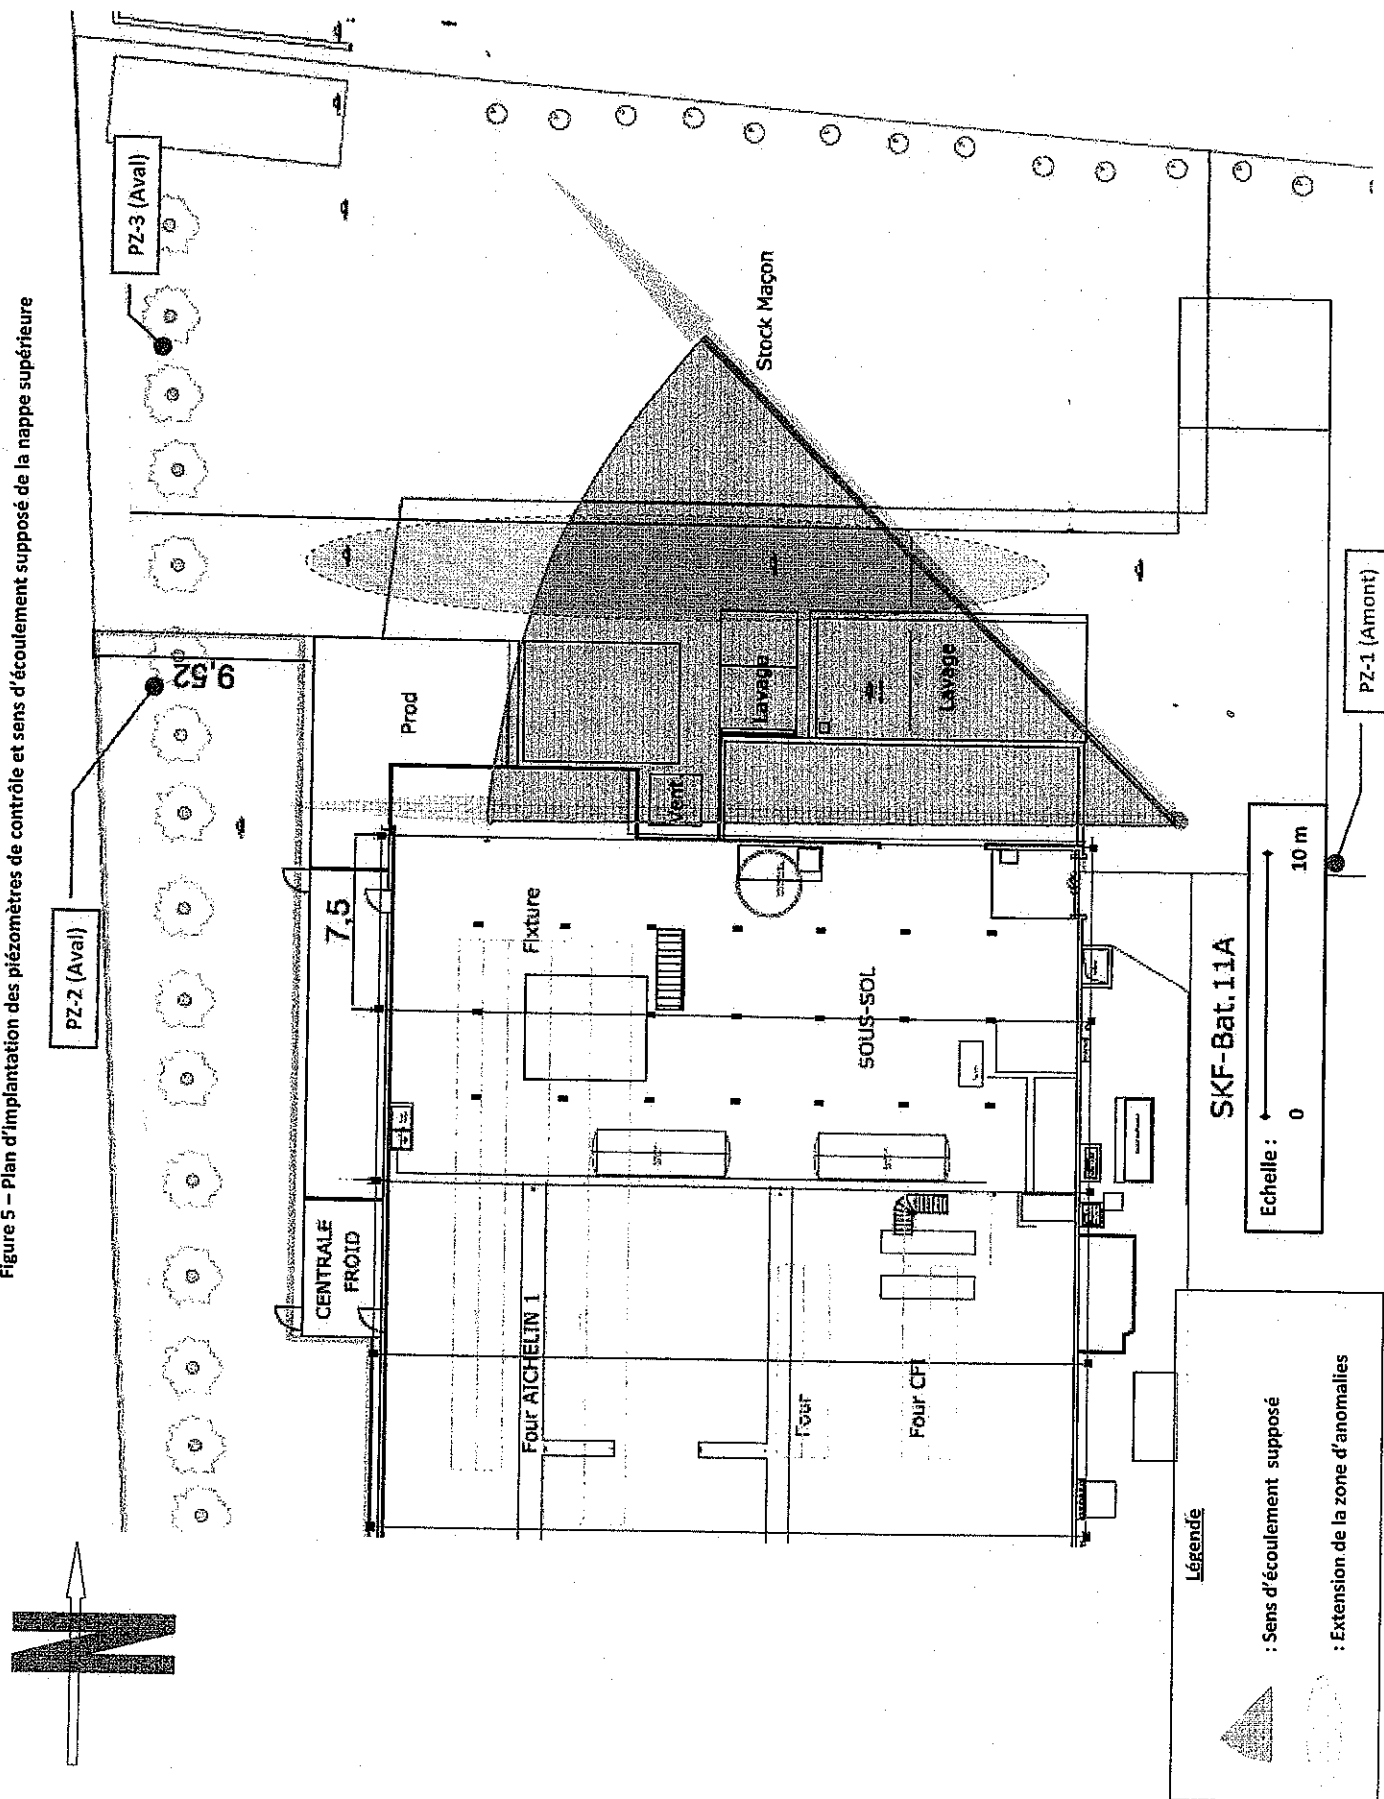 Figure 5 – Plan d'implantation des piézomètres de contrôle et sens d'écoulement supposé de la nappe supérieure
N
PZ-2 (Aval)
PZ-3 (Aval)
9,52
7,5
CENTRALE
FROID
Prod
Fixture
Vent
Lavage
Lavage
Stock Maçon
SOUS-SOL
Four AICHELIN 1
Four
Four CFI
SKF-Bat.11A
Echelle :
0
10 m
PZ-1 (Amont)
Légende
: Sens d'écoulement supposé
: Extension de la zone d'anomalies